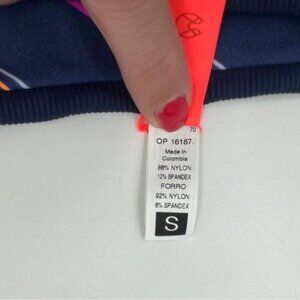 70
OP 16187.
Made In
Colombia
88% NYLON
12% SPANDEX
FORRO
92% NYLON
8% SPANDEX
S